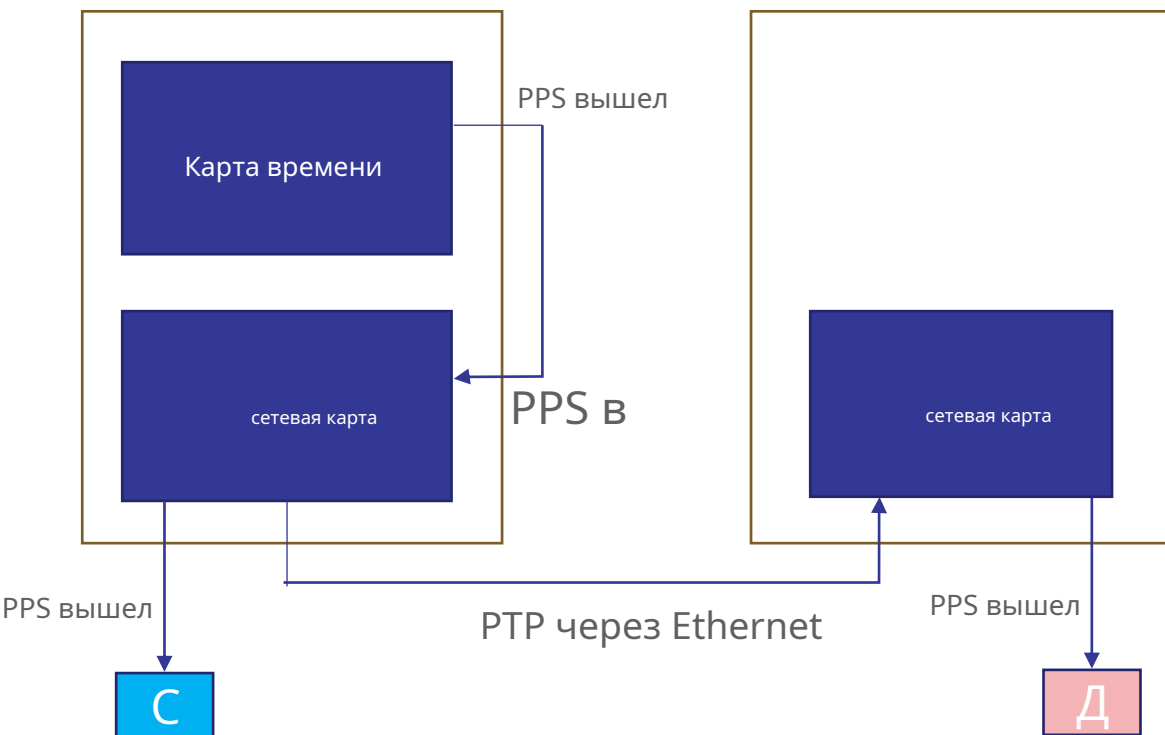 PPS вышел
Карта времени
PPS в
сетевая карта
сетевая карта
PPS вышел
PTP через Ethernet
PPS вышел
С
Д